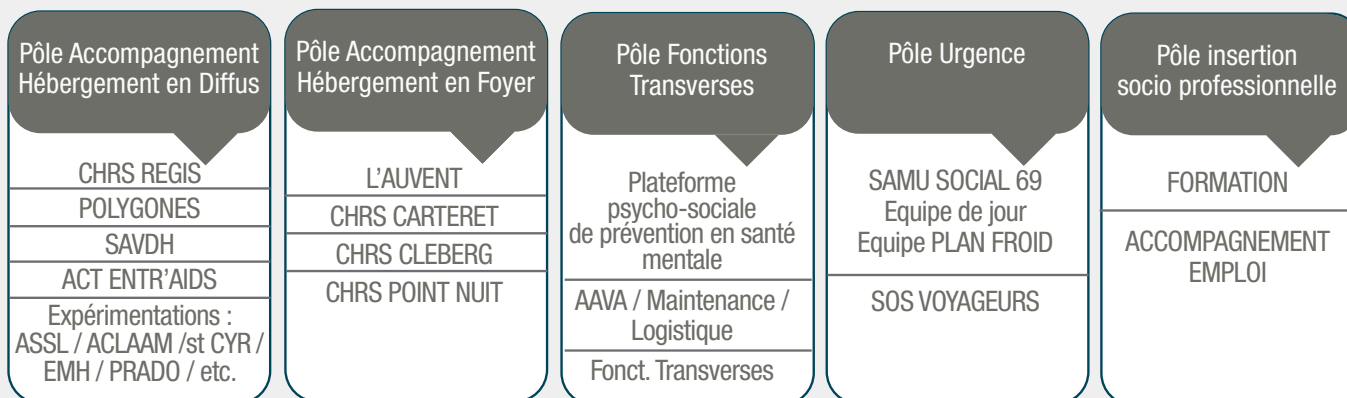 Pôle Accompagnement
Hébergement en Diffus
CHRS REGIS
POLYGONES
SAVDH
ACT ENTR'AIDS
Expérimentations :
ASSL / ACLAAM /st CYR /
EMH / PRADO / etc.
Pôle Accompagnement
Hébergement en Foyer
L'AUVENT
CHRS CARTERET
CHRS CLEBERG
CHRS POINT NUIT
Pôle Fonctions
Transverses
Plateforme
psycho-sociale
de prévention en santé
mentale
AAVA / Maintenance /
Logistique
Fonct. Transverses
Pôle Urgence
SAMU SOCIAL 69
Equipe de jour
Equipe PLAN FROID
SOS VOYAGEURS
Pôle insertion
socio professionnelle
FORMATION
ACCOMPAGNEMENT
EMPLOI